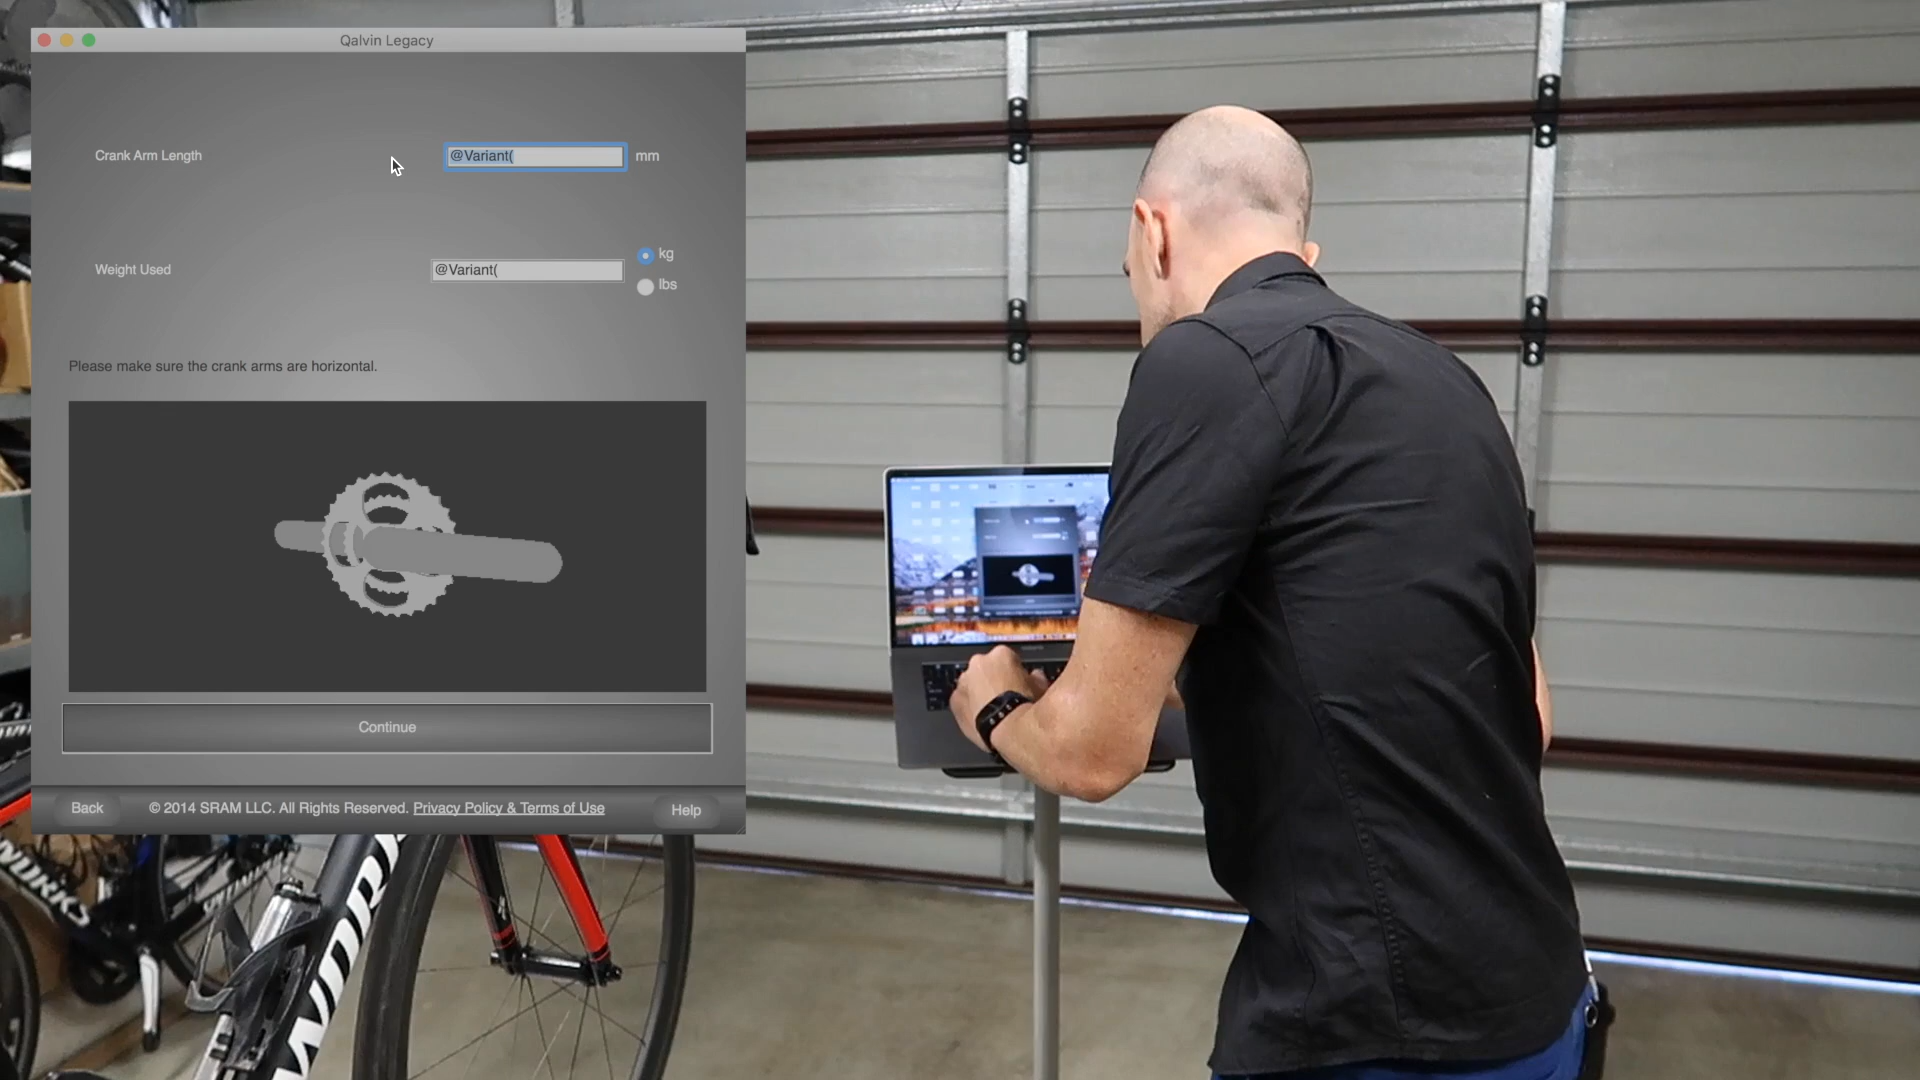 Qalvin Legacy
Crank Arm Length @Variant( mm
Weight Used @Variant( kg
lbs
Please make sure the crank arms are horizontal.
Continue
Back © 2014 SRAM LLC. All Rights Reserved. Privacy Policy & Terms of Use Help